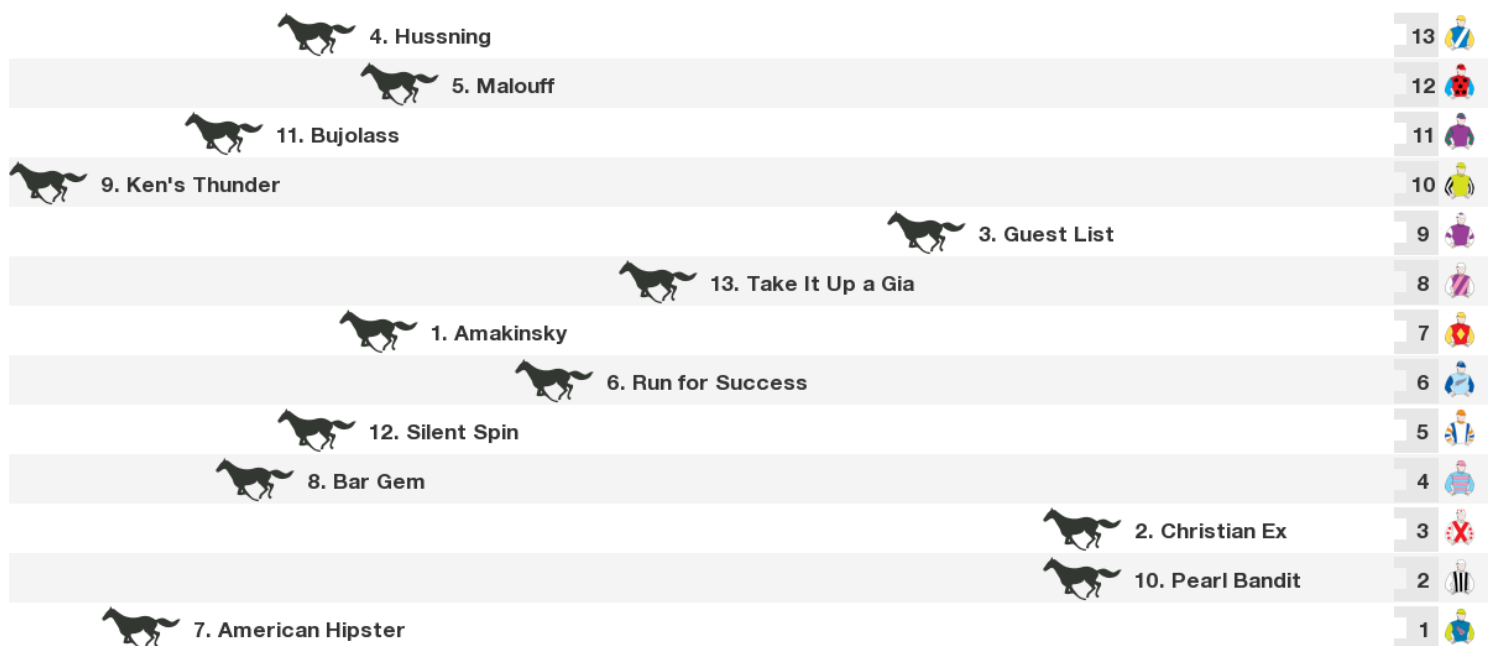 4. Hussning 13
5. Malouff 12
11. Bujolass 11
9. Ken's Thunder 10
3. Guest List 9
13. Take It Up a Gia 8
1. Amakinsky 7
6. Run for Success 6
12. Silent Spin 5
8. Bar Gem 4
2. Christian Ex 3
10. Pearl Bandit 2
7. American Hipster 1